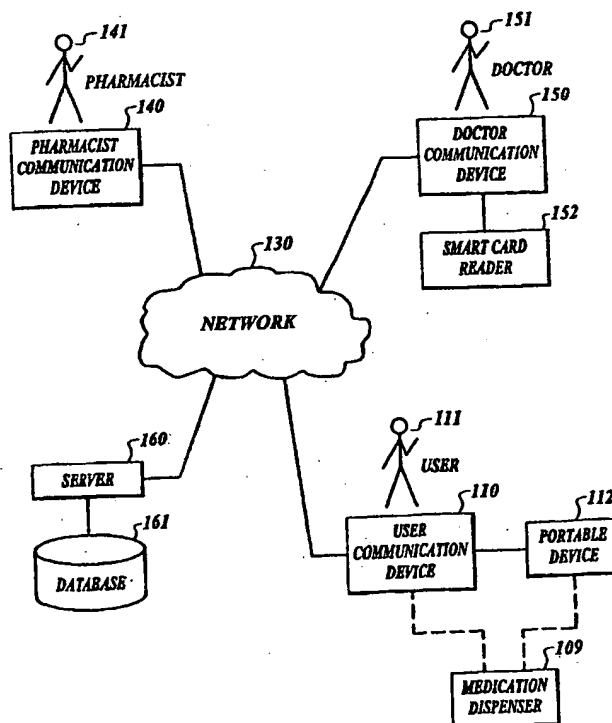 141
PHARMACIST
140
PHARMACIST
COMMUNICATION
DEVICE
151
DOCTOR
150
DOCTOR
COMMUNICATION
DEVICE
152
SMART CARD
READER
130
NETWORK
160
SERVER
161
DATABASE
111
USER
110
USER
COMMUNICATION
DEVICE
112
PORTABLE
DEVICE
109
MEDICATION
DISPENSER